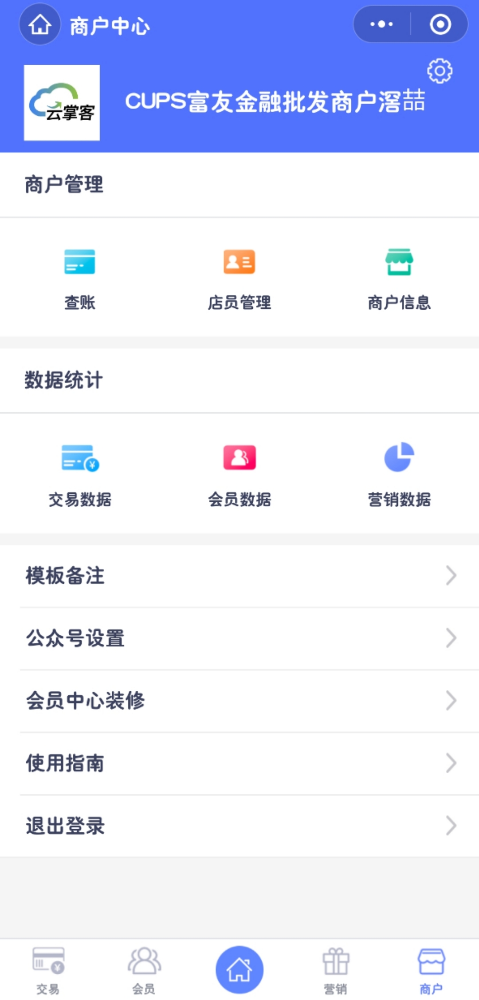 商户中心
云掌客
CUPS富友金融批发商户滘喆
商户管理
查账
店员管理
商户信息
数据统计
¥
交易数据
会员数据
营销数据
模板备注
公众号设置
会员中心装修
使用指南
退出登录
¥
交易
会员
营销
商户